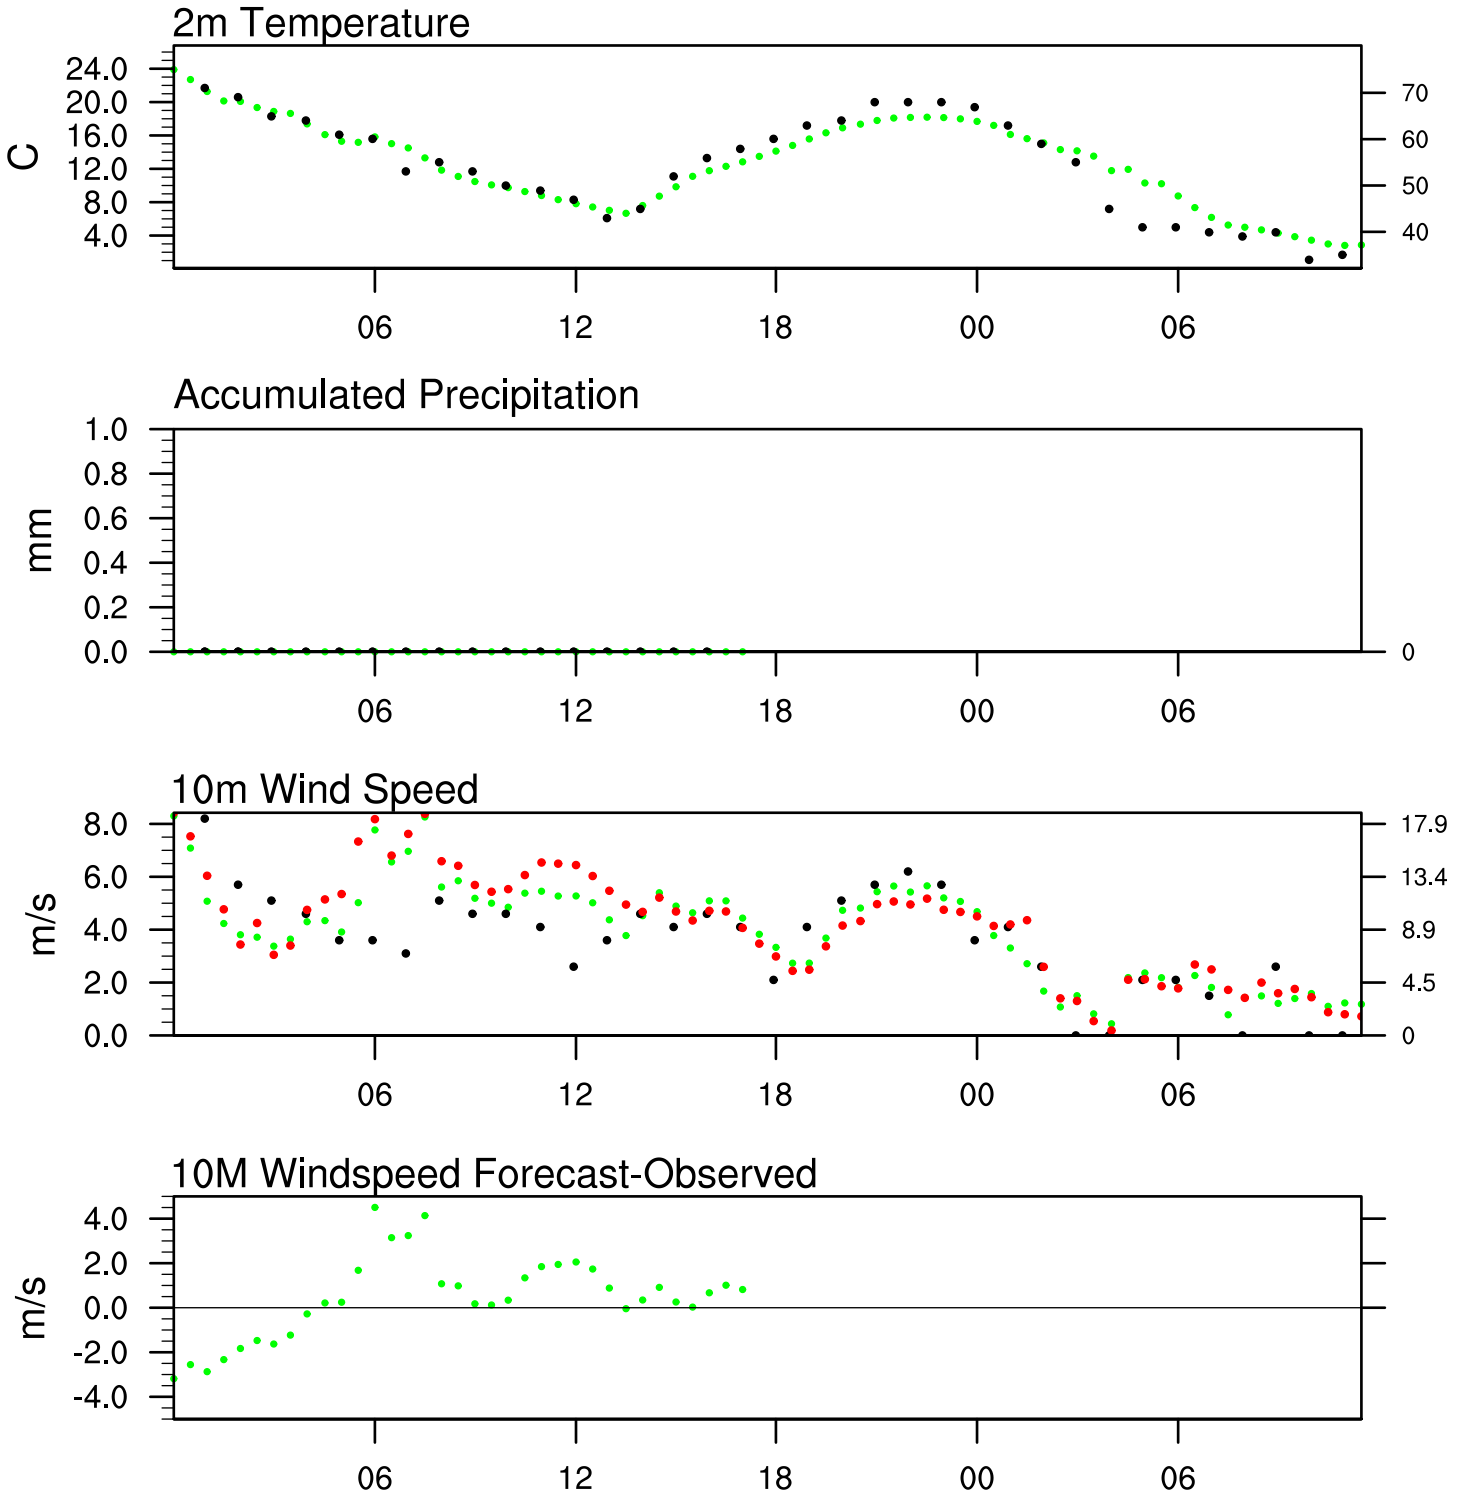 2m Temperature
24.0
20.0
16.0
12.0
8.0
4.0
C
70
60
50
40
06 12 18 00 06
Accumulated Precipitation
1.0
0.8
0.6
0.4
0.2
0.0
mm
0
06 12 18 00 06
10m Wind Speed
8.0
6.0
4.0
2.0
0.0
m/s
17.9
13.4
8.9
4.5
0
06 12 18 00 06
10M Windspeed Forecast-Observed
4.0
2.0
0.0
-2.0
-4.0
m/s
06 12 18 00 06